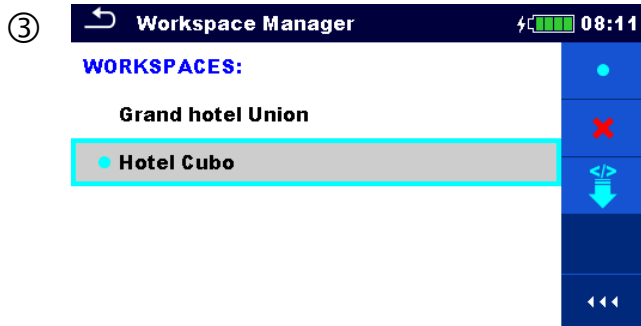 ③
Workspace Manager 08:11
WORKSPACES:
Grand hotel Union
Hotel Cubo
</>